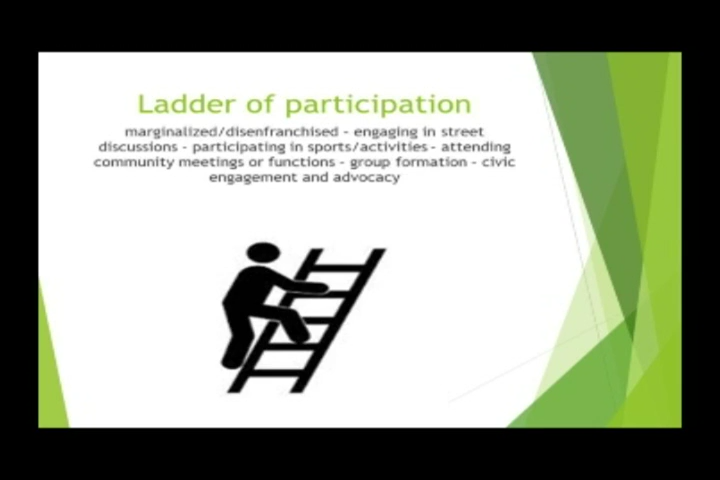 Ladder of participation
marginalized/disenfranchised - engaging in street
discussions - participating in sports/activities - attending
community meetings or functions - group formation - civic
engagement and advocacy